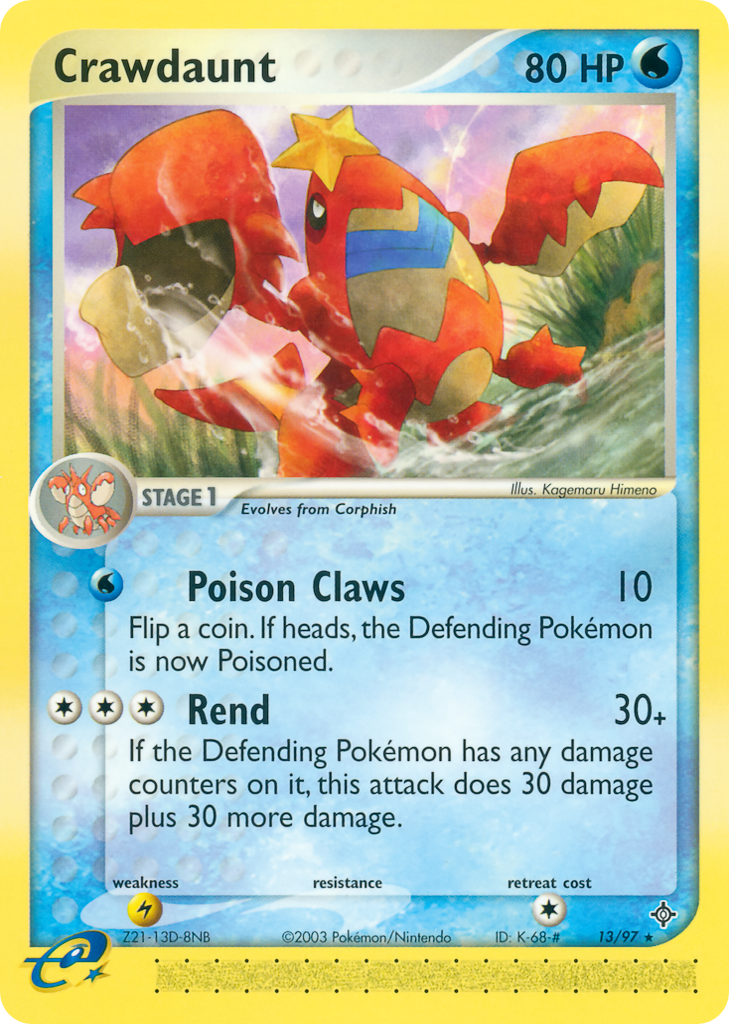 Crawdaunt 80 HP
Illus. Kagemaru Himeno
STAGE 1
Evolves from Corphish
Poison Claws 10
Flip a coin. If heads, the Defending Pokémon
is now Poisoned.
Rend 30+
If the Defending Pokémon has any damage
counters on it, this attack does 30 damage
plus 30 more damage.
weakness resistance retreat cost
Z21-13D-8NB ©2003 Pokémon/Nintendo ID: K-68-# 13/97 ★
e